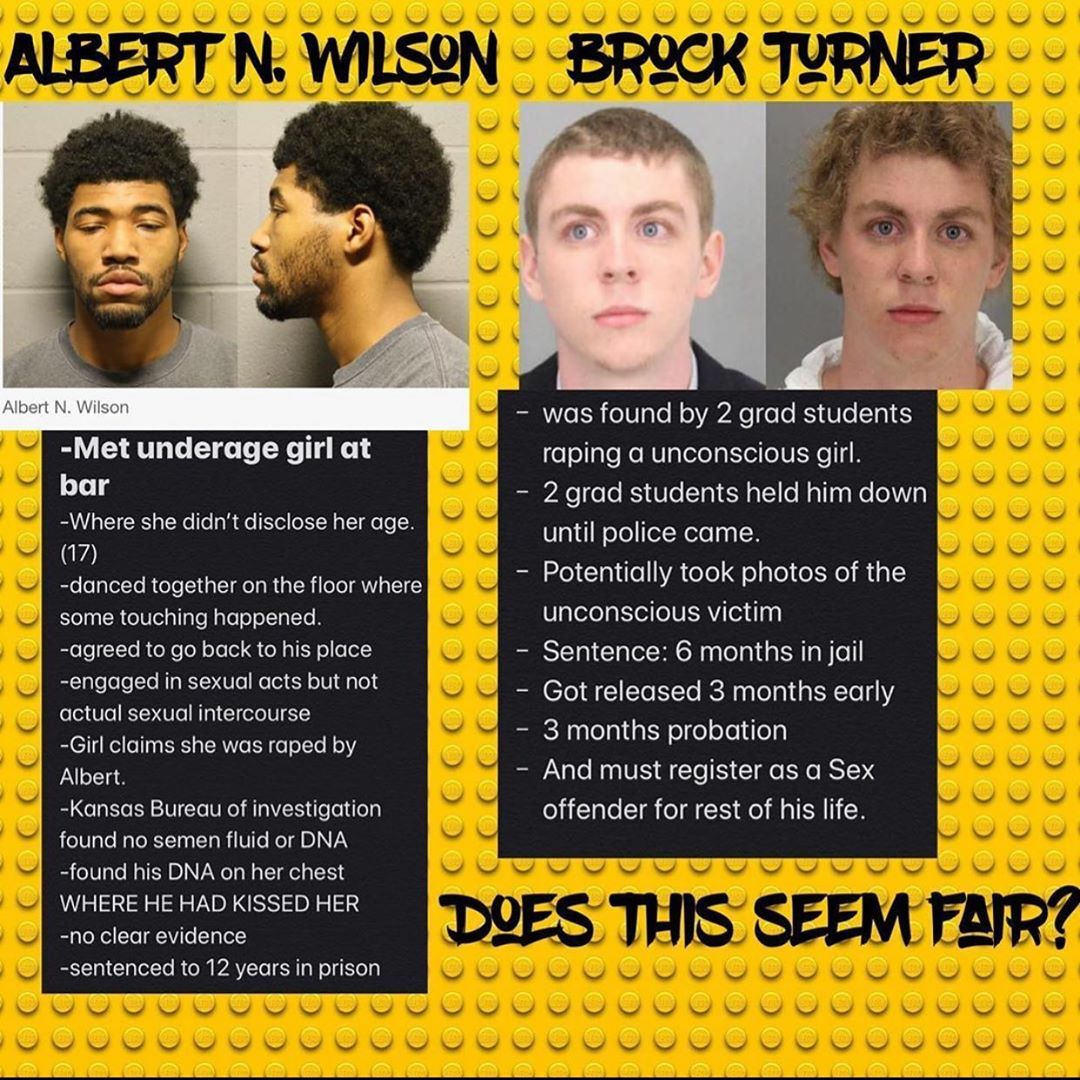 ALBERT N. WILSON
BROCK TURNER
Albert N. Wilson
-Met underage girl at
bar
-Where she didn't disclose her age.
(17)
-danced together on the floor where
some touching happened.
-agreed to go back to his place
-engaged in sexual acts but not
actual sexual intercourse
-Girl claims she was raped by
Albert.
-Kansas Bureau of investigation
found no semen fluid or DNA
-found his DNA on her chest
WHERE HE HAD KISSED HER
-no clear evidence
-sentenced to 12 years in prison
- was found by 2 grad students
raping a unconscious girl.
- 2 grad students held him down
until police came.
- Potentially took photos of the
unconscious victim
- Sentence: 6 months in jail
- Got released 3 months early
- 3 months probation
- And must register as a Sex
offender for rest of his life.
DOES THIS SEEM FAIR?